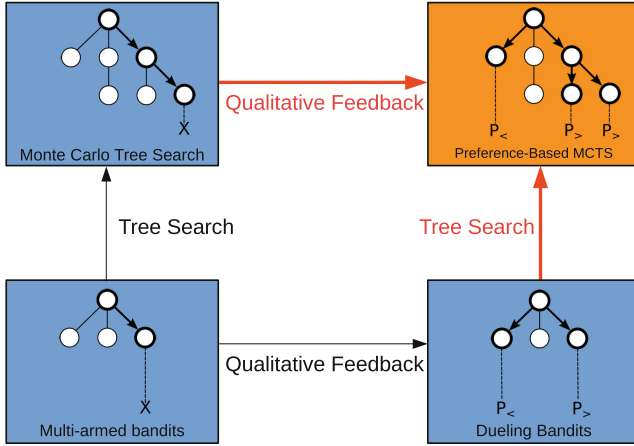 X
Monte Carlo Tree Search
Qualitative Feedback
P< P> P>
Preference-Based MCTS
Tree Search
Tree Search
X
Multi-armed bandits
Qualitative Feedback
P< P>
Dueling Bandits